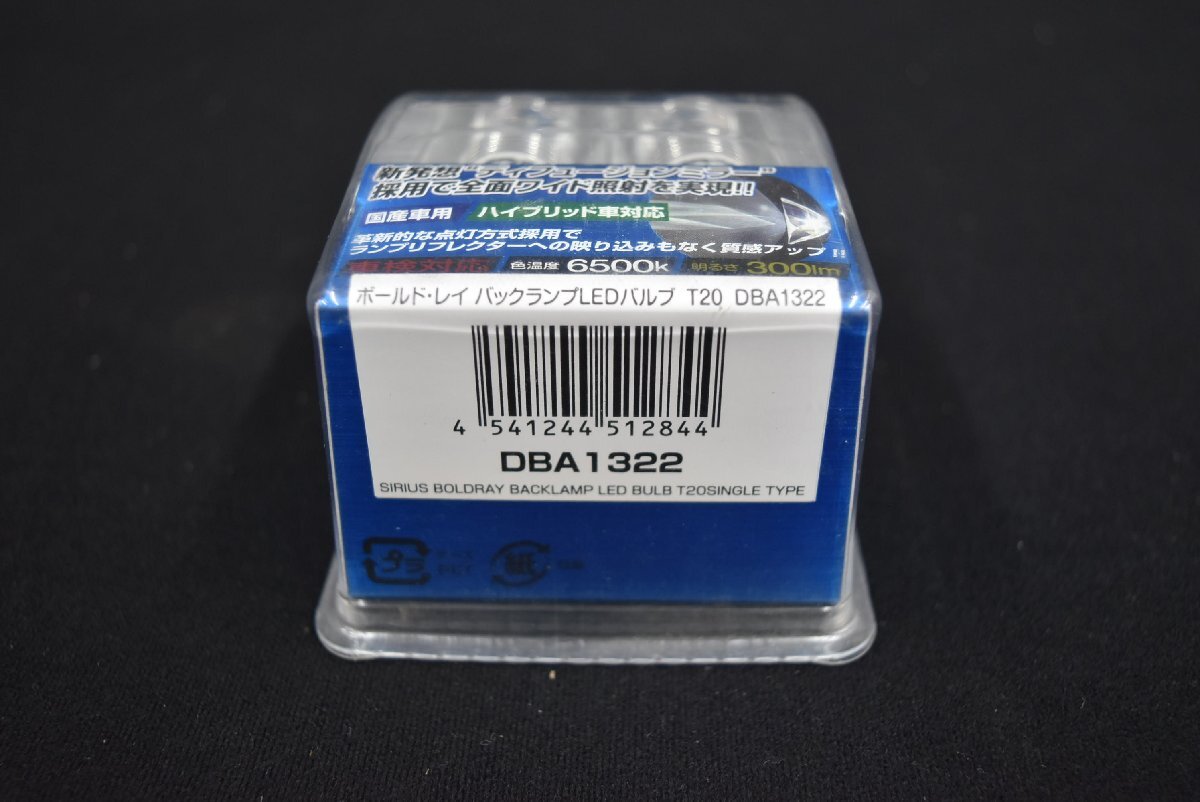 新発想"ディフュージョンミラー"
採用で全面ワイド照射を実現!!
国産車用 ハイブリッド車対応
革新的な点灯方式採用で
ランプリフレクターへの映り込みもなく質感アップ
車検対応 色温度 6500k 明るさ 300lm
ボールド・レイ バックランプLEDバルブ T20 DBA1322
4 541244 512844
DBA1322
SIRIUS BOLDRAY BACKLAMP LED BULB T20SINGLE TYPE
プラ 紙